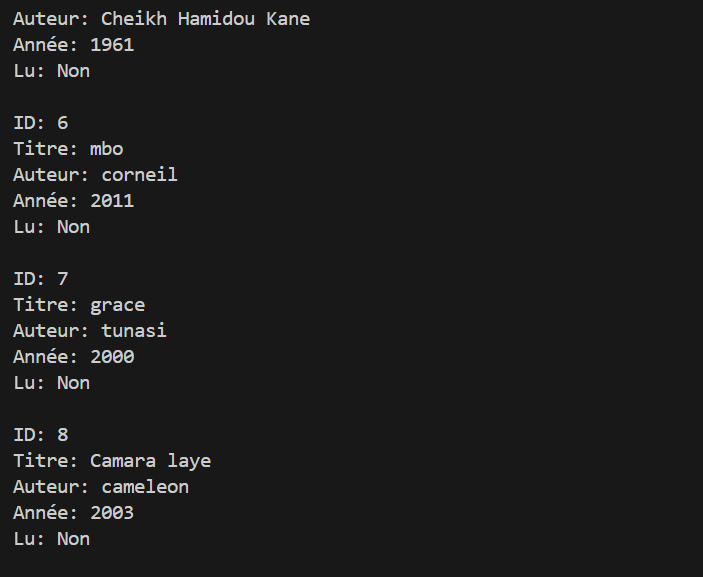 Auteur: Cheikh Hamidou Kane
Année: 1961
Lu: Non

ID: 6
Titre: mbo
Auteur: corneil
Année: 2011
Lu: Non

ID: 7
Titre: grace
Auteur: tunasi
Année: 2000
Lu: Non

ID: 8
Titre: Camara laye
Auteur: cameleon
Année: 2003
Lu: Non